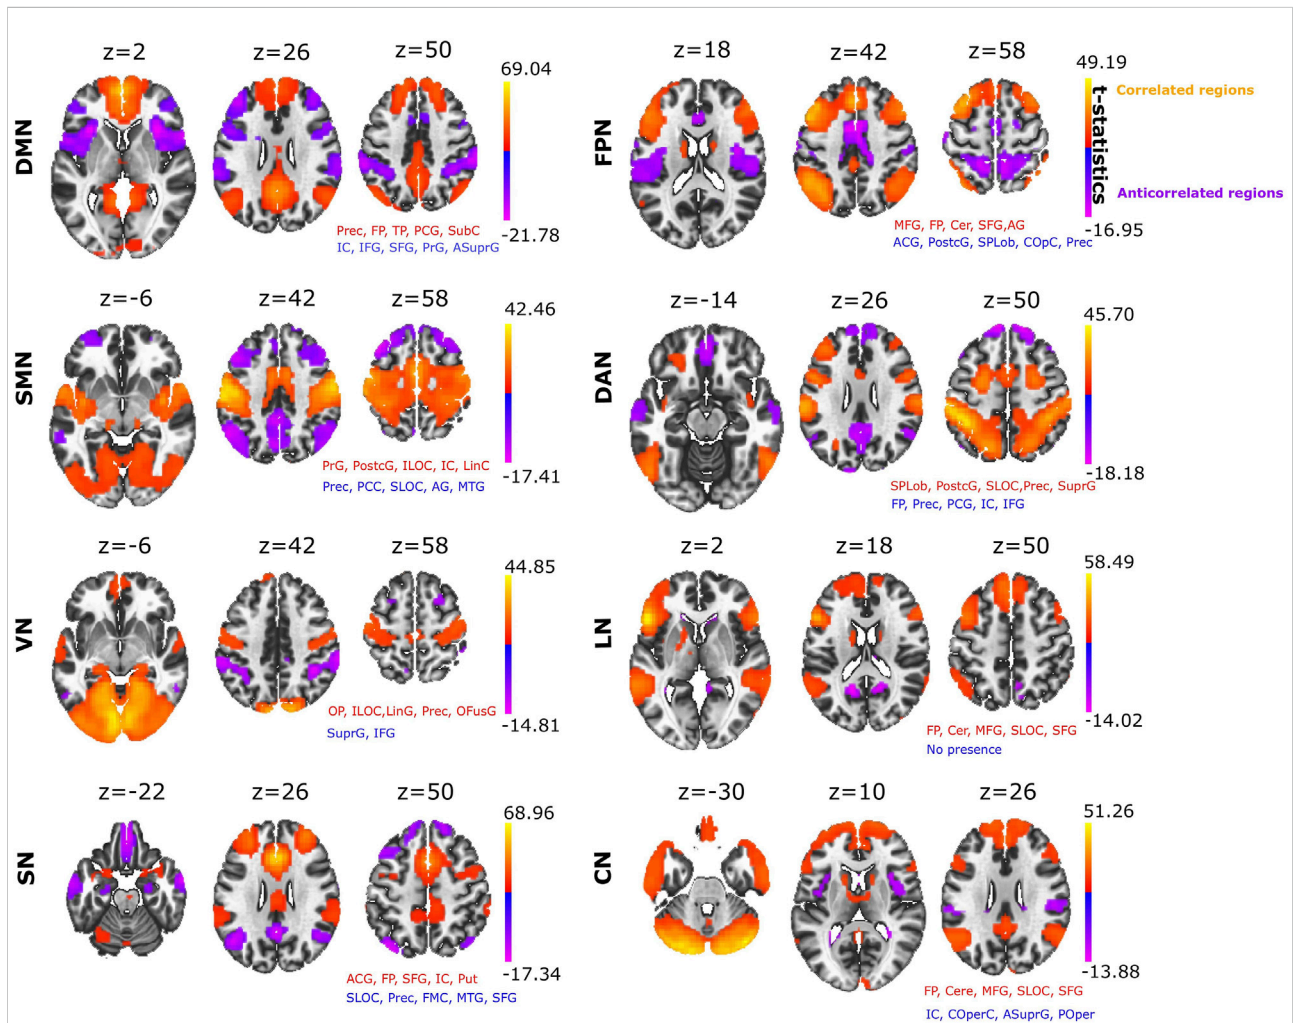 z=2 z=26 z=50
69.04
DMN
-21.78
Prec, FP, TP, PCG, SubC
IC, IFG, SFG, PrG, ASuprG
z=18 z=42 z=58
49.19
FPN
t-statistics
Correlated regions
Anticorrelated regions
-16.95
MFG, FP, Cer, SFG,AG
ACG, PostcG, SPLob, COpC, Prec
z=-6 z=42 z=58
42.46
SMN
-17.41
PrG, PostcG, ILOC, IC, LinC
Prec, PCC, SLOC, AG, MTG
z=-14 z=26 z=50
45.70
DAN
-18.18
SPLob, PostcG, SLOC,Prec, SuprG
FP, Prec, PCG, IC, IFG
z=-6 z=42 z=58
44.85
VN
-14.81
OP, ILOC,LinG, Prec, OFusG
SuprG, IFG
z=2 z=18 z=50
58.49
LN
-14.02
FP, Cer, MFG, SLOC, SFG
No presence
z=-22 z=26 z=50
68.96
SN
-17.34
ACG, FP, SFG, IC, Put
SLOC, Prec, FMC, MTG, SFG
z=-30 z=10 z=26
51.26
CN
-13.88
FP, Cere, MFG, SLOC, SFG
IC, COperC, ASuprG, POper